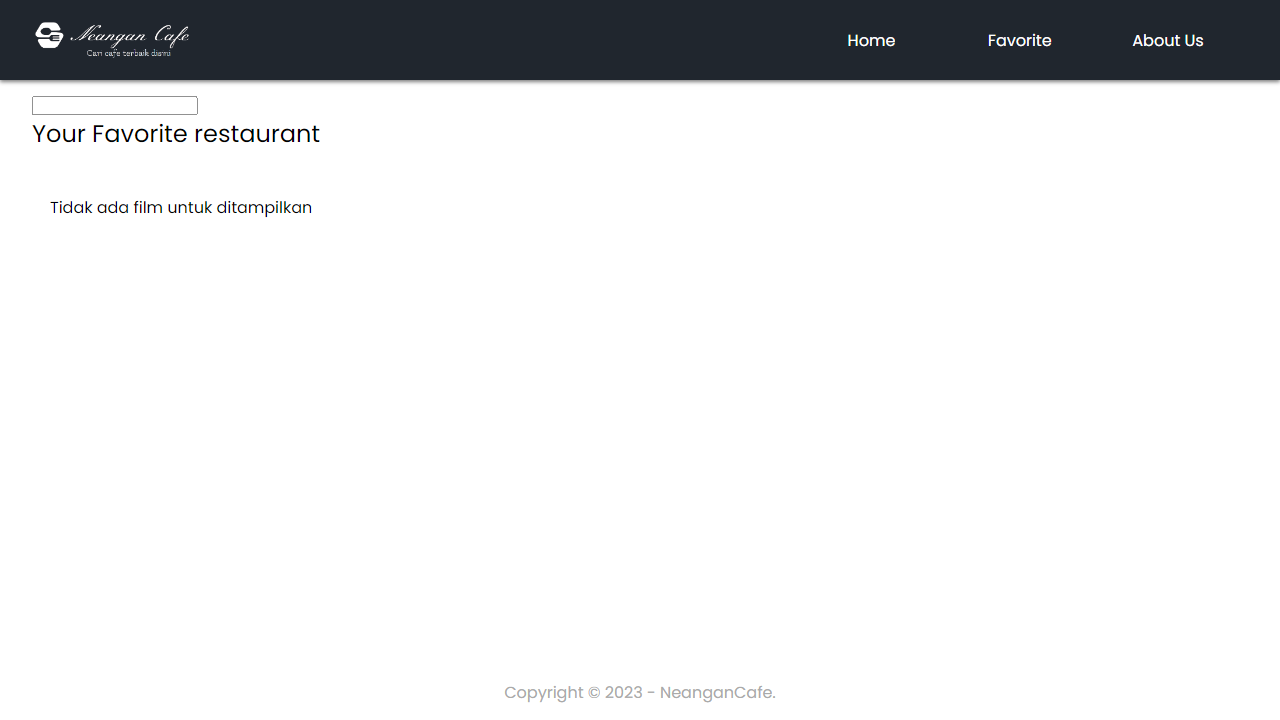 Neangan Cafe
Cari cafe terbaik disini
Home
Favorite
About Us
Your Favorite restaurant
Tidak ada film untuk ditampilkan
Copyright © 2023 - NeanganCafe.